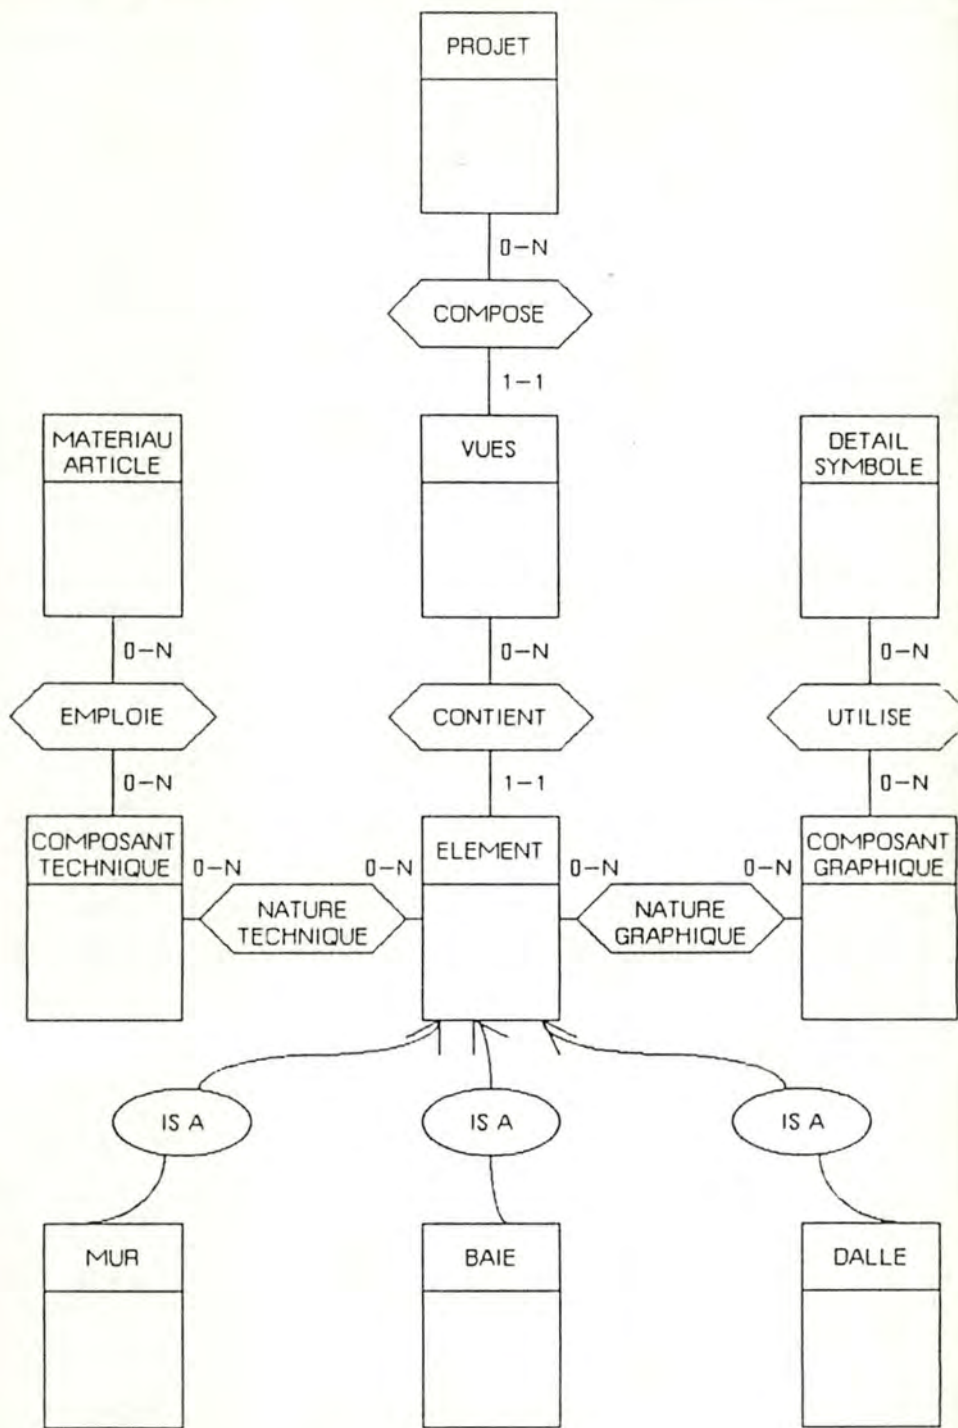 PROJET
0-N
COMPOSE
1-1
MATERIAU
ARTICLE
VUES
DETAIL
SYMBOLE
0-N
0-N
0-N
EMPLOIE
CONTIENT
UTILISE
0-N
1-1
0-N
COMPOSANT
TECHNIQUE
0-N
0-N
ELEMENT
0-N
0-N
COMPOSANT
GRAPHIQUE
NATURE
TECHNIQUE
NATURE
GRAPHIQUE
IS A
IS A
IS A
MUR
BAIE
DALLE